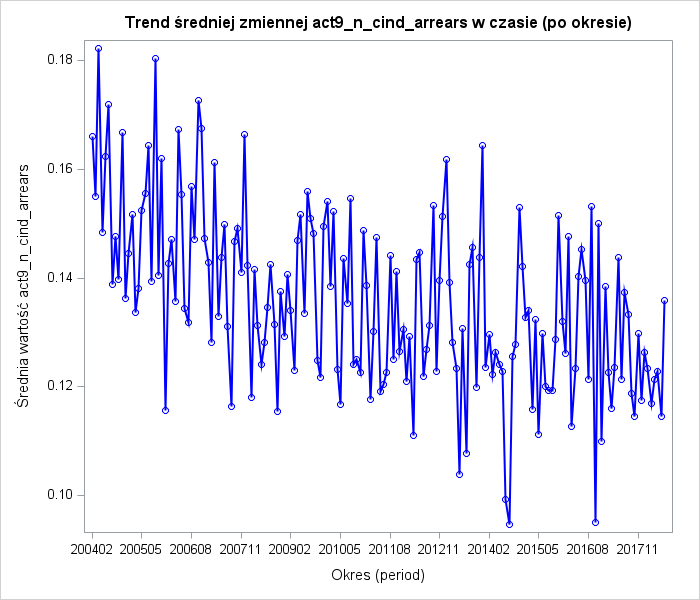 Trend średniej zmiennej act9_n_cind_arrears w czasie (po okresie)
0.18
0.16
0.14
0.12
0.10
Średnia wartość act9_n_cind_arrears
200402 200505 200608 200711 200902 201005 201108 201211 201402 201505 201608 201711
Okres (period)